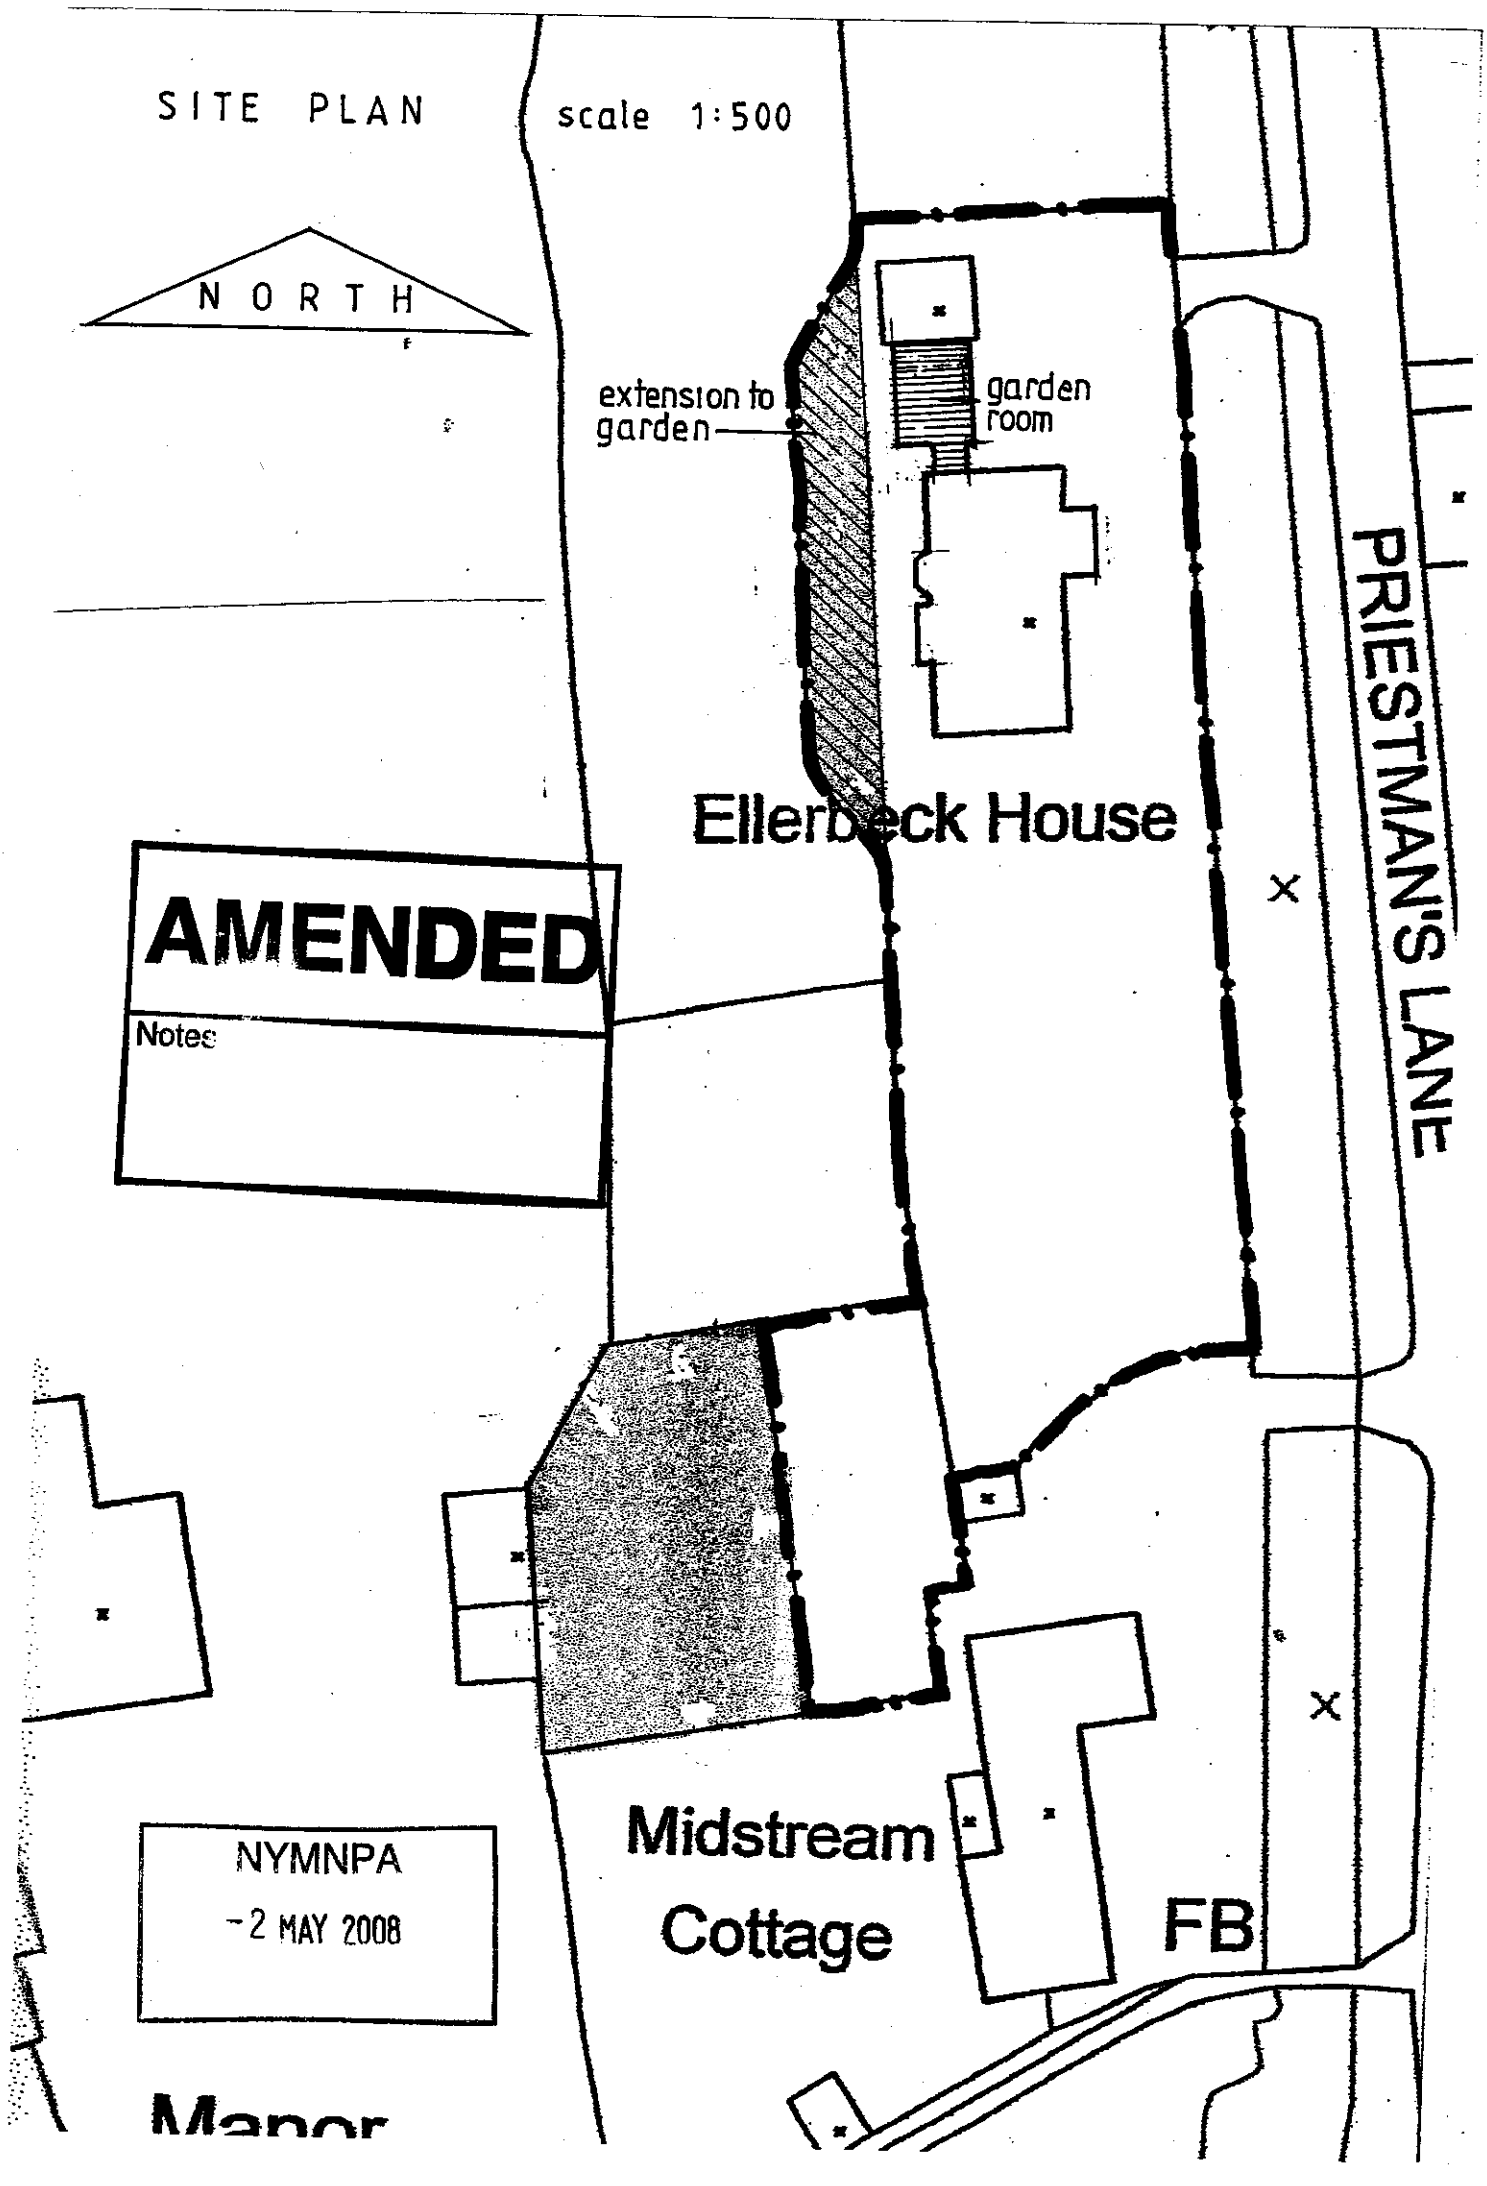 SITE PLAN
scale 1:500
NORTH
extension to
garden
garden
room
PRIESTMAN'S LANE
Ellerbeck House
AMENDED
Notes
Midstream
Cottage
NYMNPA
-2 MAY 2008
FB
Manor